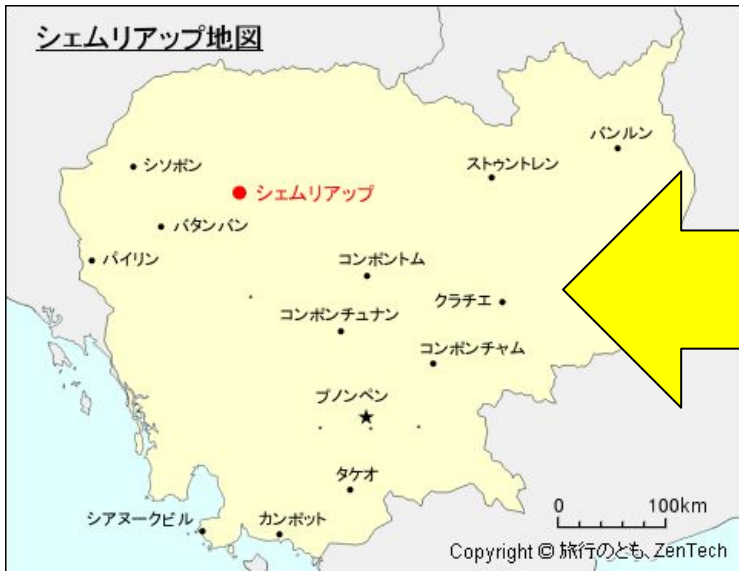 シェムリアップ地図
バンルン
シソポン
ストゥントレン
シェムリアップ
バタンバン
パイリン
コンポントム
クラチエ
コンポンチュナン
コンポンチャム
プノンペン
タケオ
シアヌークビル
カンポット
0 100km
Copyright © 旅行のとも、ZenTech